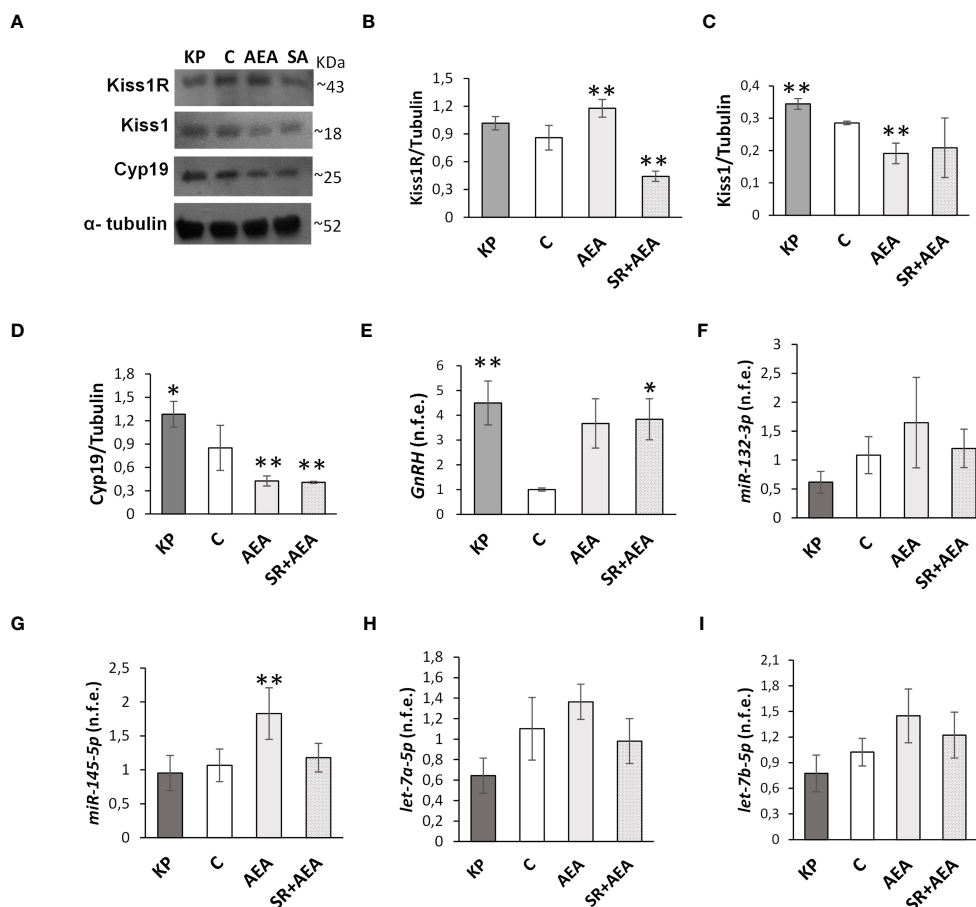 A
KP C AEA SA KDa
Kiss1R ~43
Kiss1 ~18
Cyp19 ~25
α- tubulin ~52
B
Kiss1R/Tubulin
1,5
1,2
0,9
0,6
0,3
0
** **
KP C AEA SR+AEA
C
Kiss1/Tubulin
0,4
0,3
0,2
0,1
0
** **
KP C AEA SR+AEA
D
Cyp19/Tubulin
1,8
1,5
1,2
0,9
0,6
0,3
0
* ** **
KP C AEA SR+AEA
E
GnRH (n.f.e.)
6
5
4
3
2
1
0
** *
KP C AEA SR+AEA
F
miR-132-3p (n.f.e.)
3
2,5
2
1,5
1
0,5
0
KP C AEA SR+AEA
G
miR-145-5p (n.f.e.)
2,5
2
1,5
1
0,5
0
**
KP C AEA SR+AEA
H
let-7a-5p (n.f.e.)
1,8
1,6
1,4
1,2
1
0,8
0,6
0,4
0,2
0
KP C AEA SR+AEA
I
let-7b-5p (n.f.e.)
2,1
1,8
1,5
1,2
0,9
0,6
0,3
0
KP C AEA SR+AEA